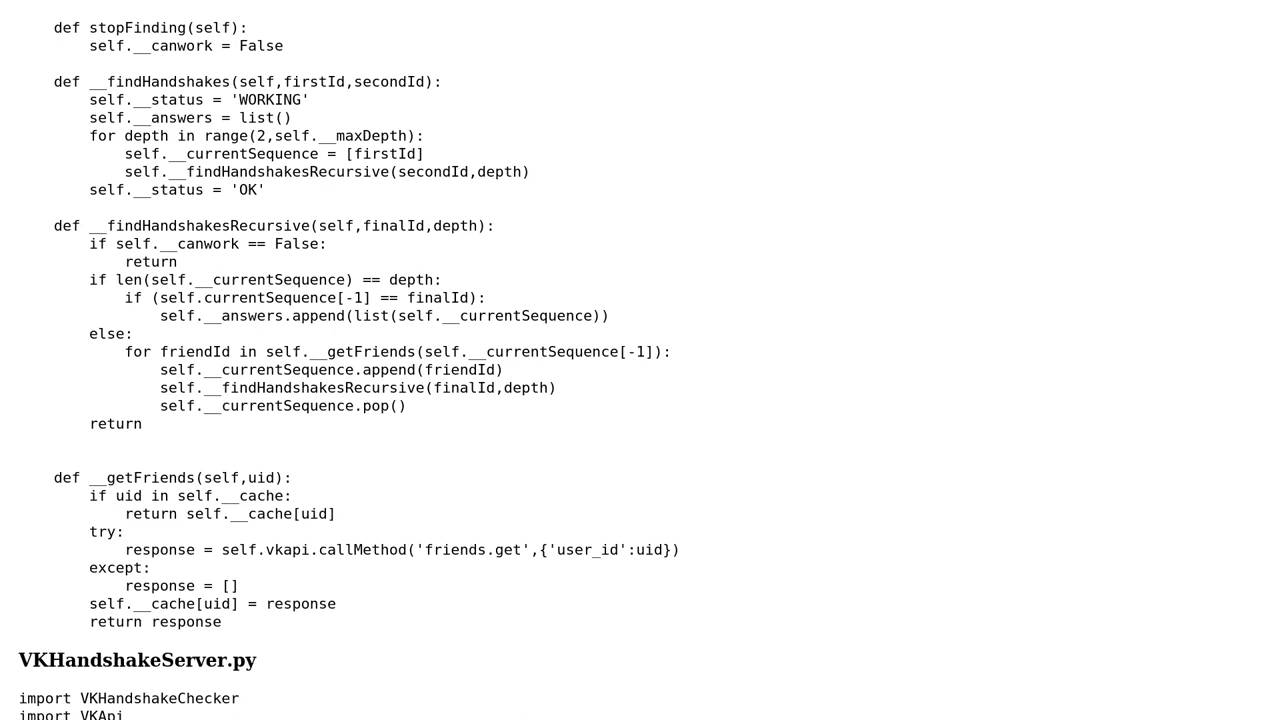 def stopFinding(self):
        self.__canwork = False

    def __findHandshakes(self,firstId,secondId):
        self.__status = 'WORKING'
        self.__answers = list()
        for depth in range(2,self.__maxDepth):
            self.__currentSequence = [firstId]
            self.__findHandshakesRecursive(secondId,depth)
        self.__status = 'OK'

    def __findHandshakesRecursive(self,finalId,depth):
        if self.__canwork == False:
            return
        if len(self.__currentSequence) == depth:
            if (self.currentSequence[-1] == finalId):
                self.__answers.append(list(self.__currentSequence))
        else:
            for friendId in self.__getFriends(self.__currentSequence[-1]):
                self.__currentSequence.append(friendId)
                self.__findHandshakesRecursive(finalId,depth)
                self.__currentSequence.pop()
        return


    def __getFriends(self,uid):
        if uid in self.__cache:
            return self.__cache[uid]
        try:
            response = self.vkapi.callMethod('friends.get',{'user_id':uid})
        except:
            response = []
        self.__cache[uid] = response
        return response

VKHandshakeServer.py

import VKHandshakeChecker
import VKApi